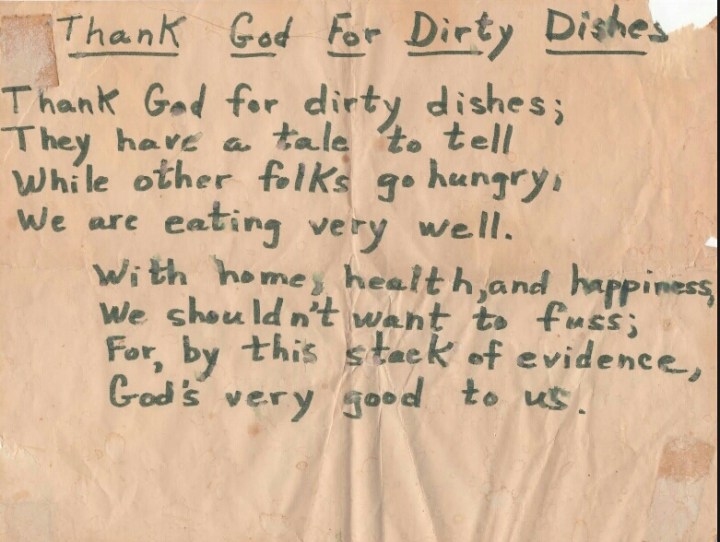 Thank God For Dirty Dishes
Thank God for dirty dishes;
They have a tale to tell
While other folks go hungry,
We are eating very well.
With home, health, and happiness,
We shouldn't want to fuss;
For, by this stack of evidence,
God's very good to us.